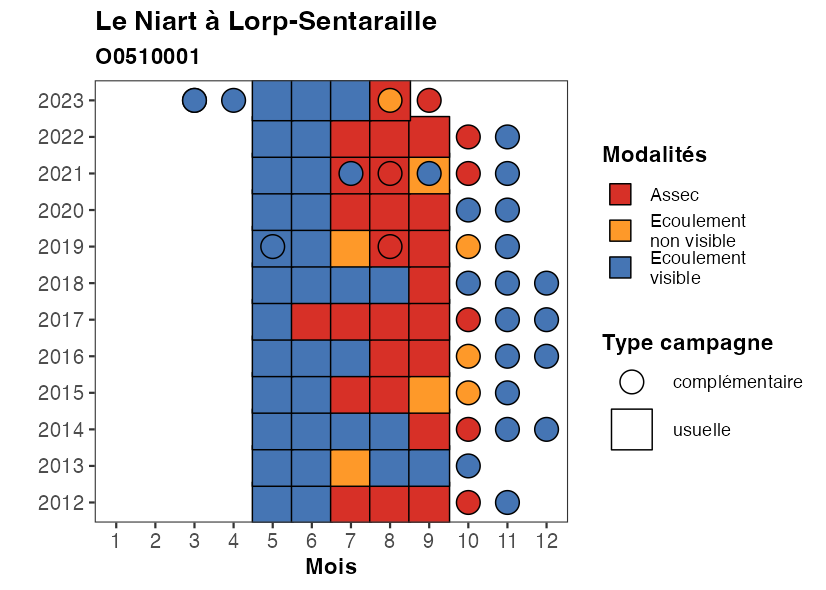 Le Niart à Lorp-Sentaraille
O0510001
2023
2022
2021
2020
2019
2018
2017
2016
2015
2014
2013
2012
1 2 3 4 5 6 7 8 9 10 11 12
Mois
Modalités
Assec
Ecoulement
non visible
Ecoulement
visible
Type campagne
complémentaire
usuelle